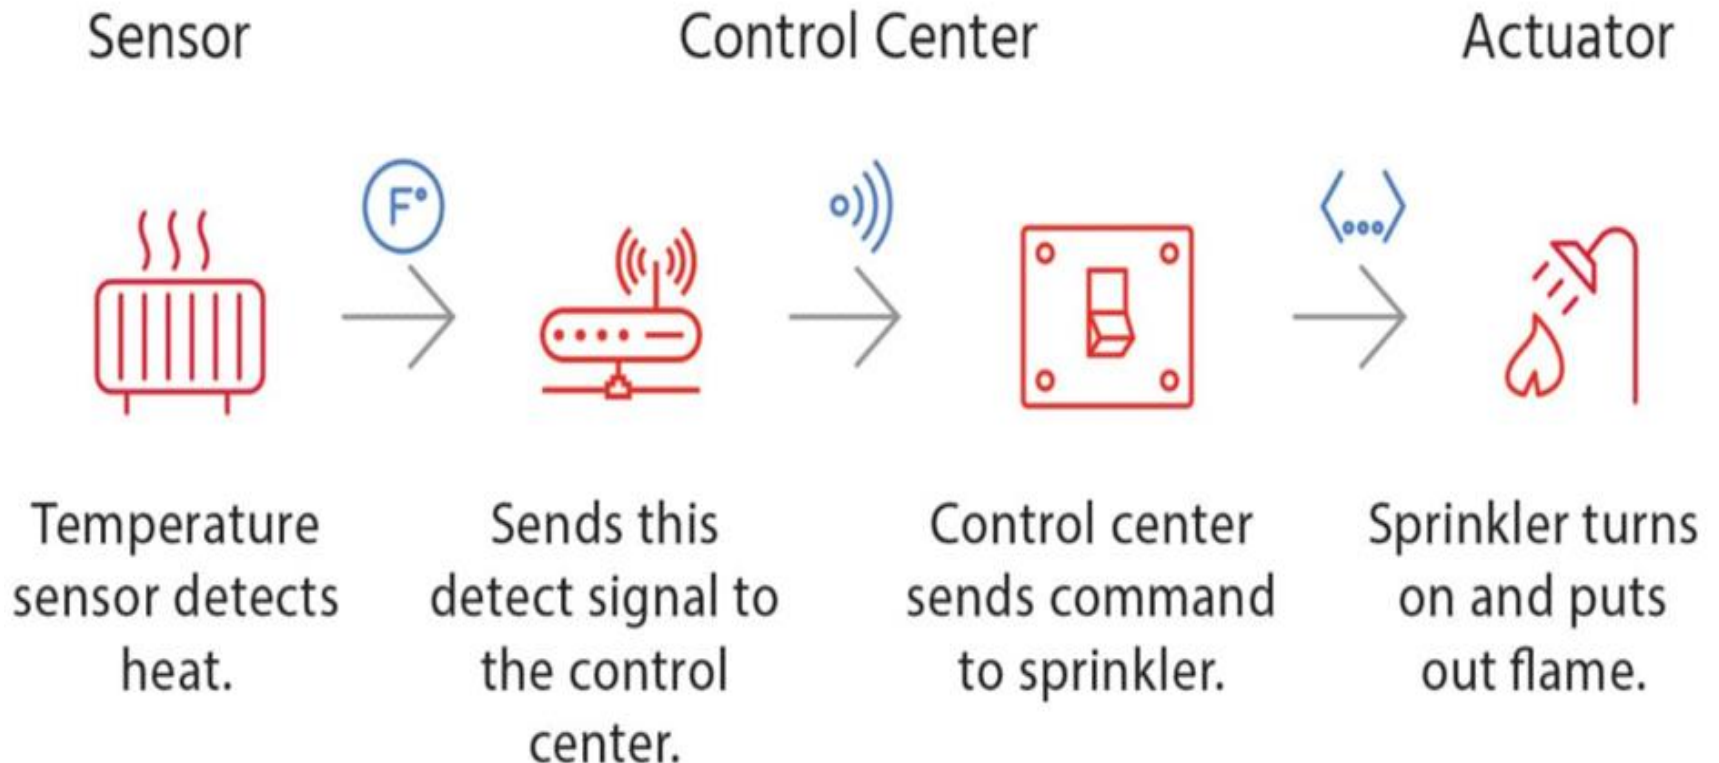 Sensor
Control Center
Actuator
F°
Temperature
sensor detects
heat.
Sends this
detect signal to
the control
center.
Control center
sends command
to sprinkler.
Sprinkler turns
on and puts
out flame.